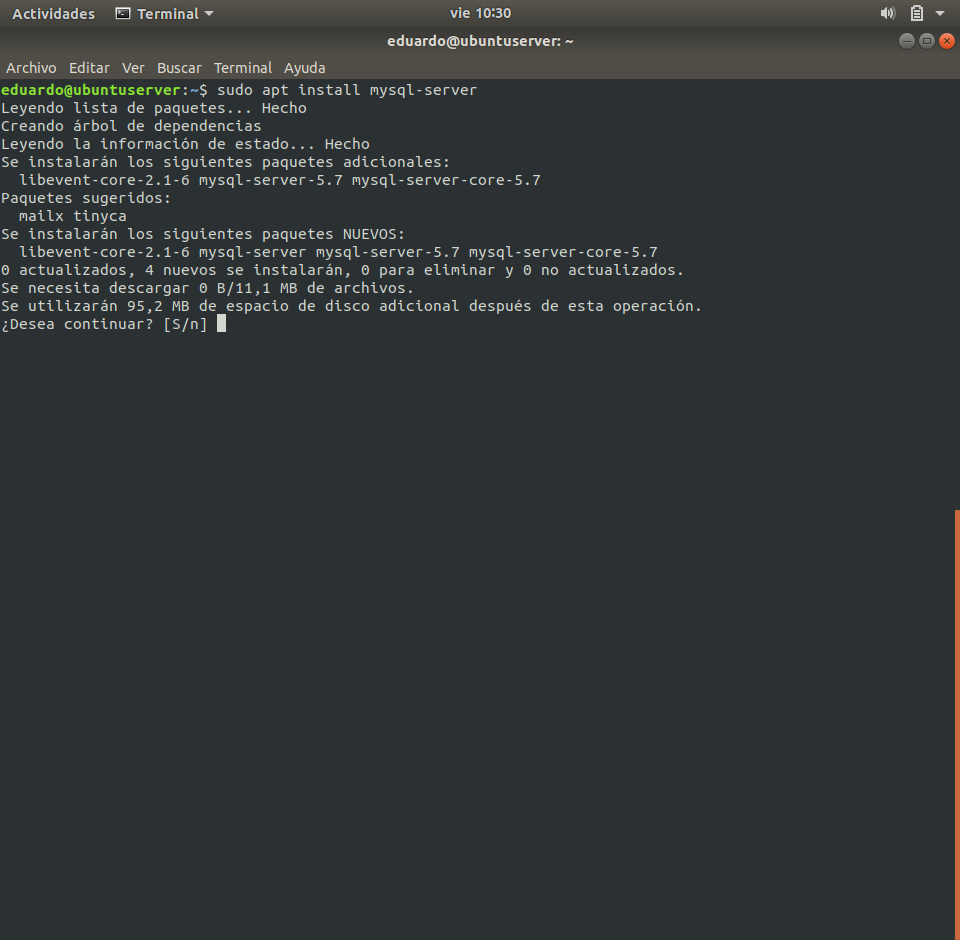 Actividades Terminal vie 10:30
eduardo@ubuntuserver: ~
Archivo Editar Ver Buscar Terminal Ayuda
eduardo@ubuntuserver:~$ sudo apt install mysql-server
Leyendo lista de paquetes... Hecho
Creando árbol de dependencias
Leyendo la información de estado... Hecho
Se instalarán los siguientes paquetes adicionales:
  libevent-core-2.1-6 mysql-server-5.7 mysql-server-core-5.7
Paquetes sugeridos:
  mailx tinyca
Se instalarán los siguientes paquetes NUEVOS:
  libevent-core-2.1-6 mysql-server mysql-server-5.7 mysql-server-core-5.7
0 actualizados, 4 nuevos se instalarán, 0 para eliminar y 0 no actualizados.
Se necesita descargar 0 B/11,1 MB de archivos.
Se utilizarán 95,2 MB de espacio de disco adicional después de esta operación.
¿Desea continuar? [S/n]